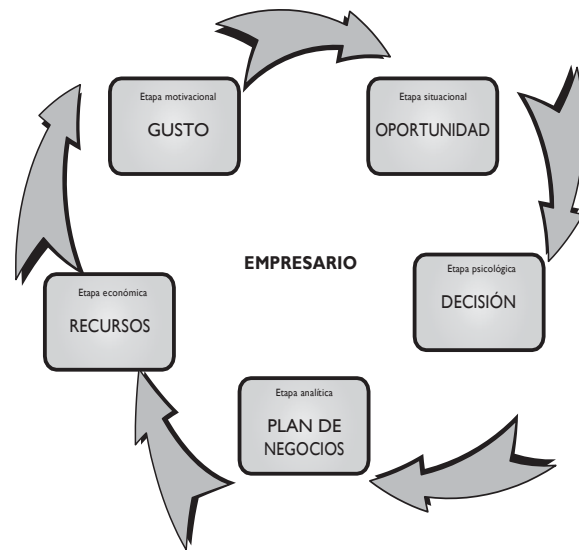 Etapa motivacional
GUSTO
Etapa situacional
OPORTUNIDAD
EMPRESARIO
Etapa psicológica
DECISIÓN
Etapa económica
RECURSOS
Etapa analítica
PLAN DE
NEGOCIOS